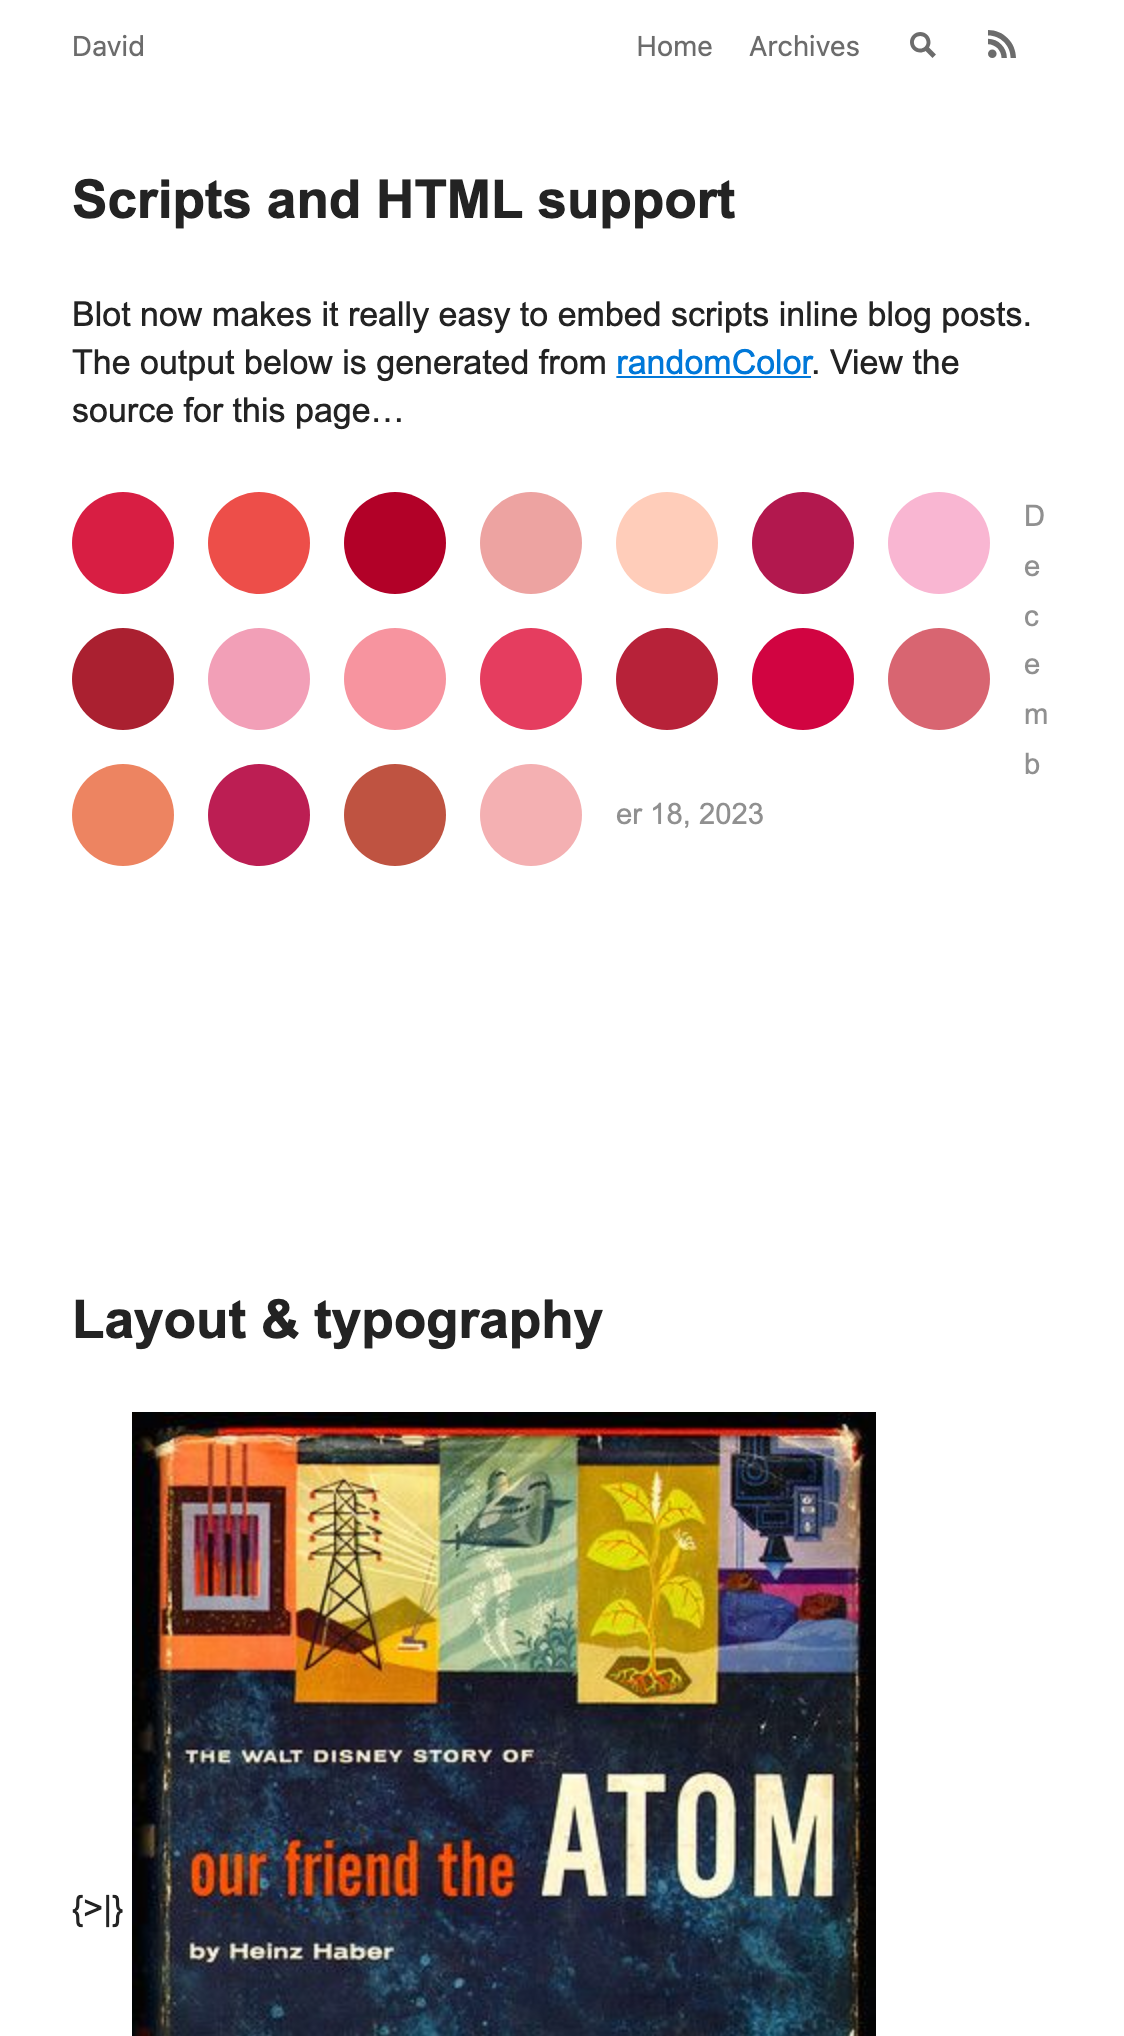 David
Home
Archives
Scripts and HTML support
Blot now makes it really easy to embed scripts inline blog posts.
The output below is generated from randomColor. View the
source for this page…
D
e
c
e
m
b
er 18, 2023
Layout & typography
THE WALT DISNEY STORY OF
our friend the ATOM
by Heinz Haber
{>|}